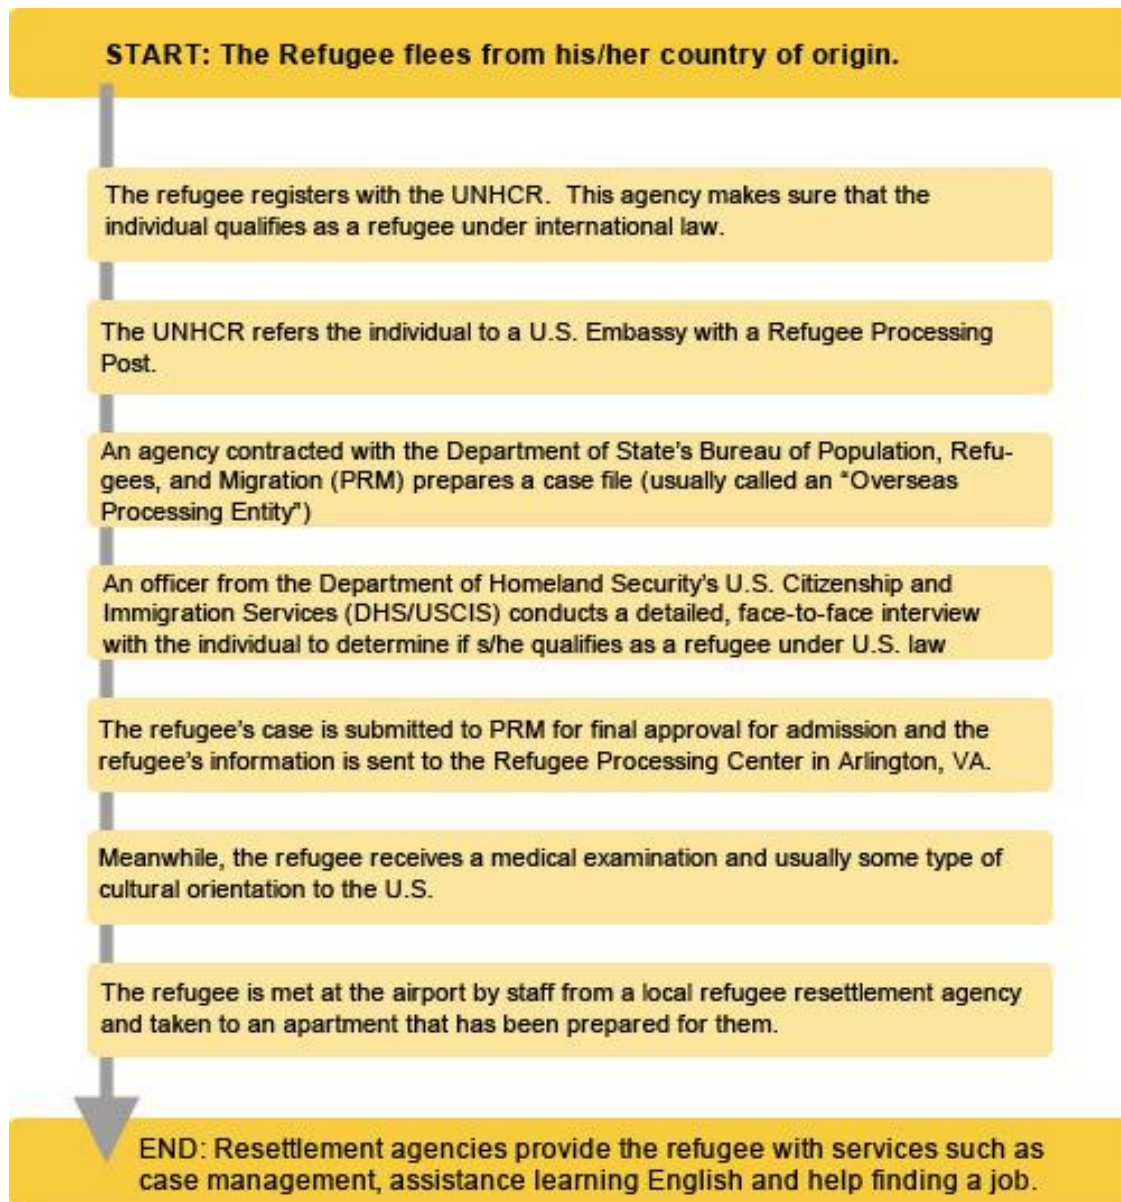 START: The Refugee flees from his/her country of origin.
The refugee registers with the UNHCR.  This agency makes sure that the
individual qualifies as a refugee under international law.
The UNHCR refers the individual to a U.S. Embassy with a Refugee Processing
Post.
An agency contracted with the Department of State's Bureau of Population, Refu-
gees, and Migration (PRM) prepares a case file (usually called an "Overseas
Processing Entity")
An officer from the Department of Homeland Security's U.S. Citizenship and
Immigration Services (DHS/USCIS) conducts a detailed, face-to-face interview
with the individual to determine if s/he qualifies as a refugee under U.S. law
The refugee's case is submitted to PRM for final approval for admission and the
refugee's information is sent to the Refugee Processing Center in Arlington, VA.
Meanwhile, the refugee receives a medical examination and usually some type of
cultural orientation to the U.S.
The refugee is met at the airport by staff from a local refugee resettlement agency
and taken to an apartment that has been prepared for them.
END: Resettlement agencies provide the refugee with services such as
case management, assistance learning English and help finding a job.